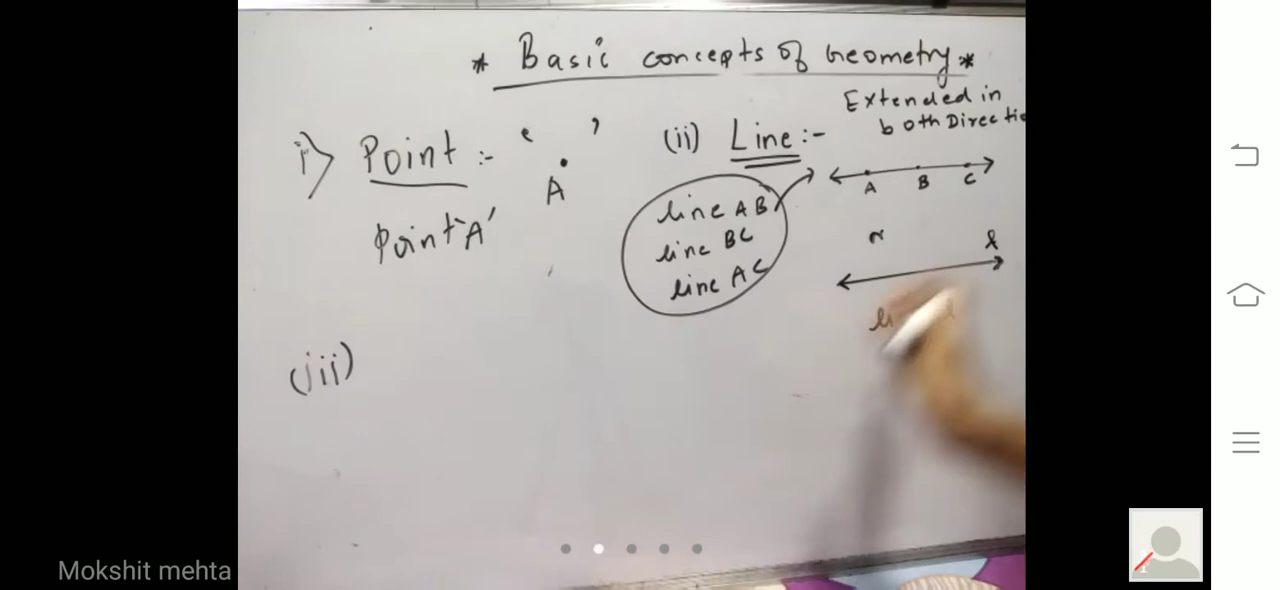 * Basic concepts of Geometry *
i) Point :- ‘ ’
A
Point 'A'
(ii) Line :-
Extended in
both Directio
A B C
line AB
line BC
line AC
l
(iii)
Mokshit mehta